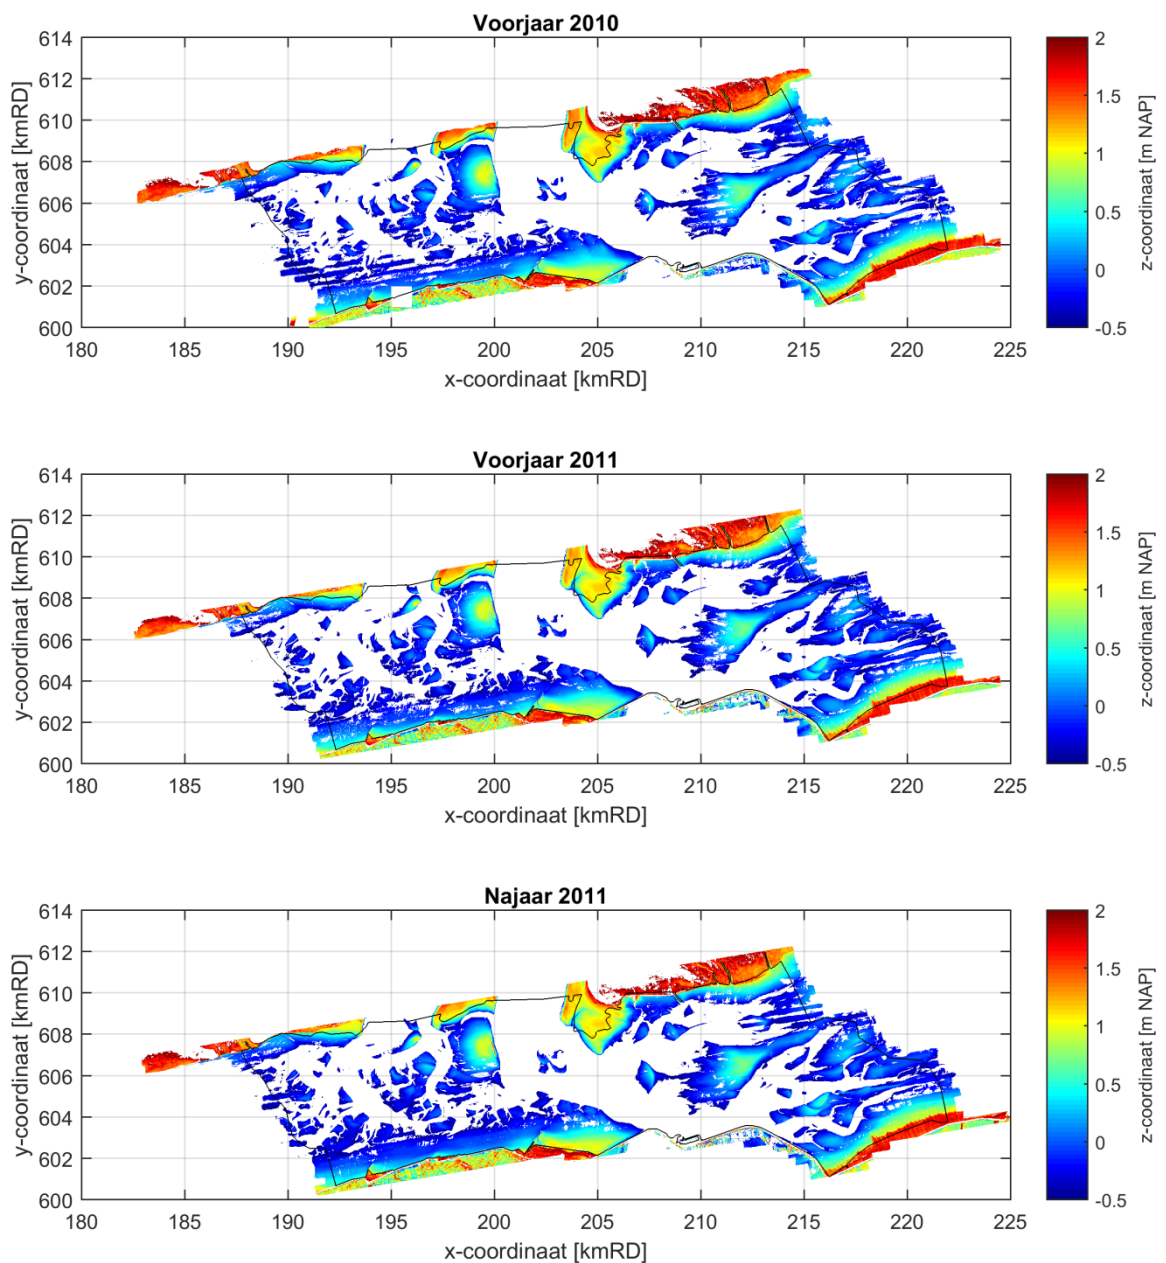 Voorjaar 2010
614
612
610
608
606
604
602
600
y-coordinaat [kmRD]
180 185 190 195 200 205 210 215 220 225
x-coordinaat [kmRD]
2
1.5
1
0.5
0
-0.5
z-coordinaat [m NAP]
Voorjaar 2011
614
612
610
608
606
604
602
600
y-coordinaat [kmRD]
180 185 190 195 200 205 210 215 220 225
x-coordinaat [kmRD]
2
1.5
1
0.5
0
-0.5
z-coordinaat [m NAP]
Najaar 2011
614
612
610
608
606
604
602
600
y-coordinaat [kmRD]
180 185 190 195 200 205 210 215 220 225
x-coordinaat [kmRD]
2
1.5
1
0.5
0
-0.5
z-coordinaat [m NAP]